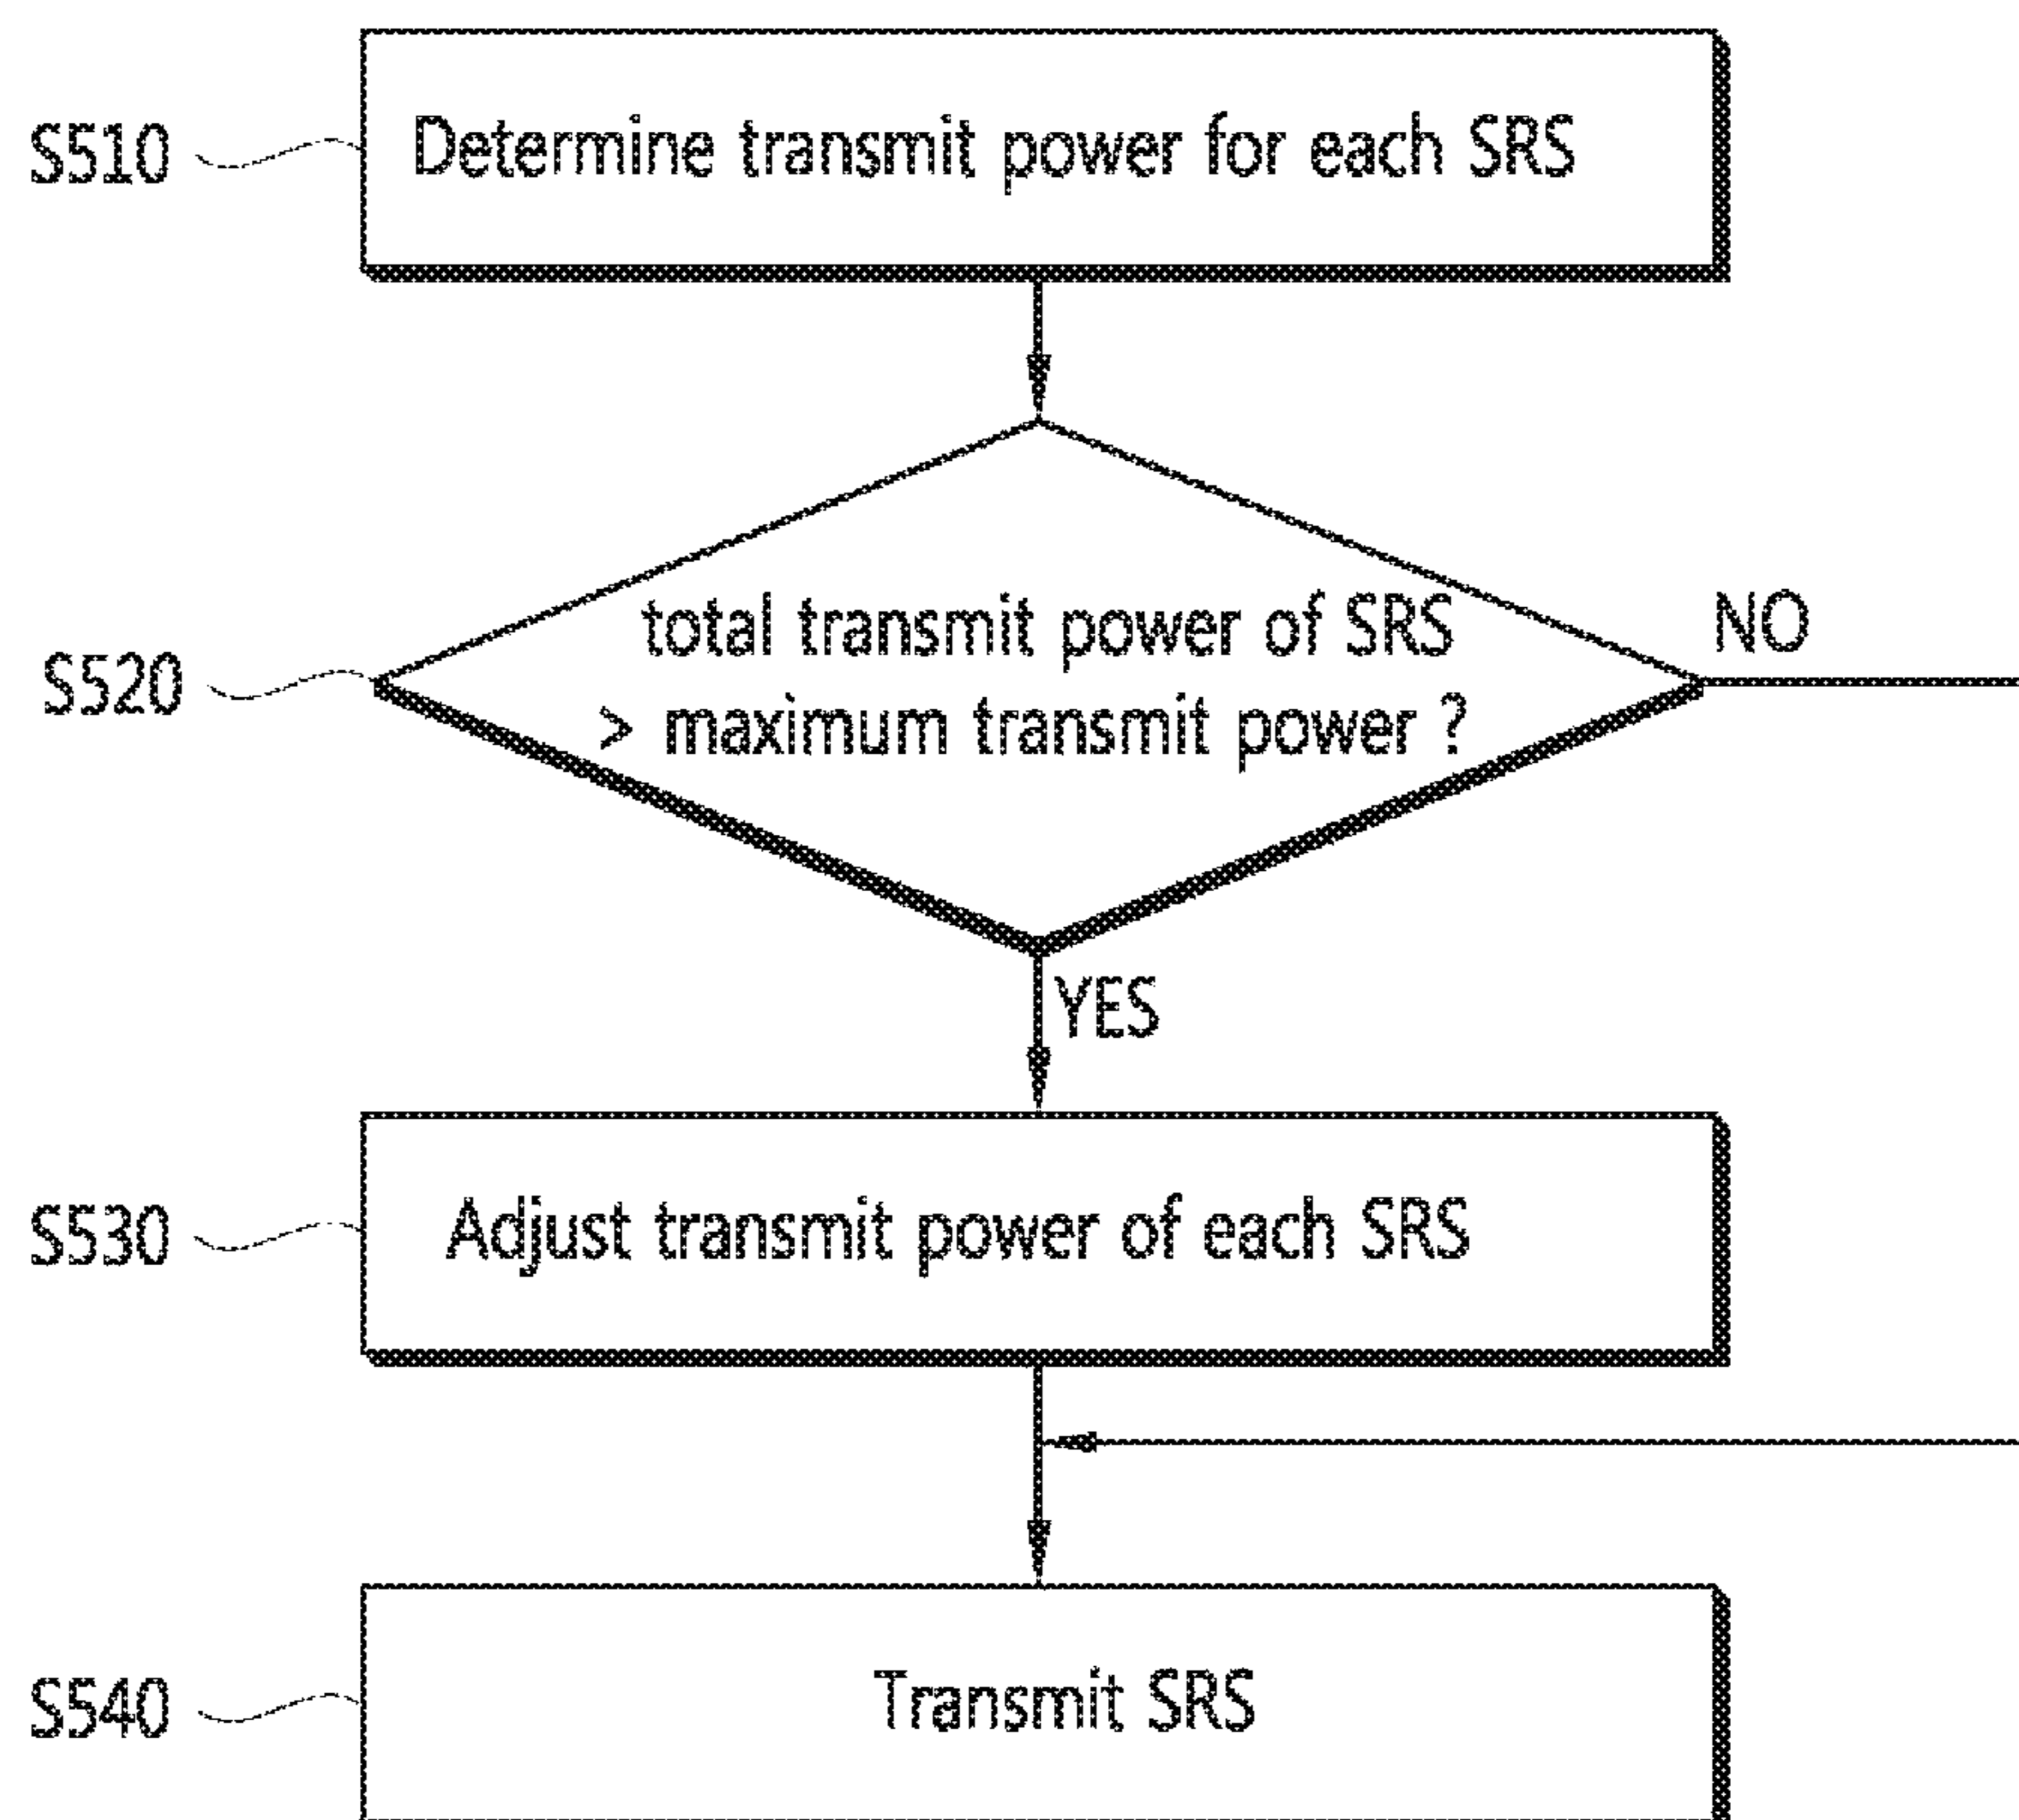 S510
Determine transmit power for each SRS
S520
total transmit power of SRS
> maximum transmit power ?
NO
YES
S530
Adjust transmit power of each SRS
S540
Transmit SRS